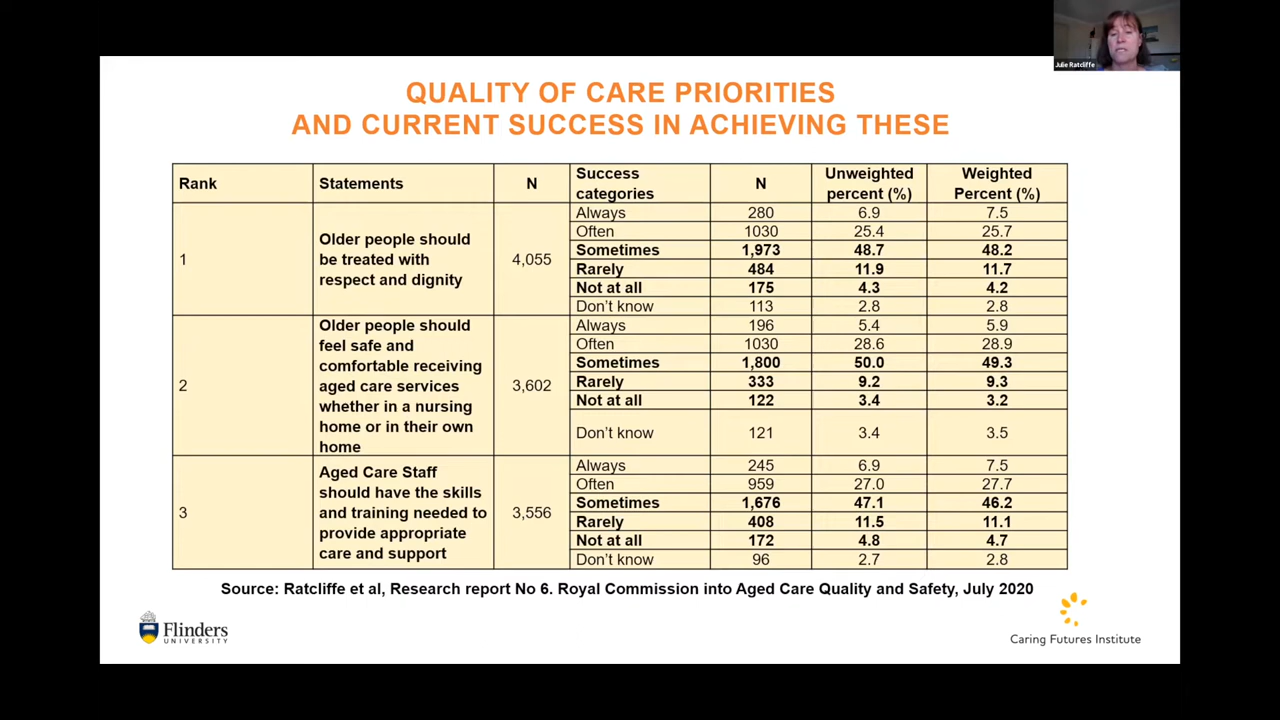 Julie Ratcliffe
QUALITY OF CARE PRIORITIES
AND CURRENT SUCCESS IN ACHIEVING THESE
Rank Statements N Success categories N Unweighted percent (%) Weighted Percent (%)
1
Older people should
be treated with
respect and dignity
4,055
Always 280 6.9 7.5
Often 1030 25.4 25.7
Sometimes 1,973 48.7 48.2
Rarely 484 11.9 11.7
Not at all 175 4.3 4.2
Don't know 113 2.8 2.8
2
Older people should
feel safe and
comfortable receiving
aged care services
whether in a nursing
home or in their own
home
3,602
Always 196 5.4 5.9
Often 1030 28.6 28.9
Sometimes 1,800 50.0 49.3
Rarely 333 9.2 9.3
Not at all 122 3.4 3.2
Don't know 121 3.4 3.5
3
Aged Care Staff
should have the skills
and training needed to
provide appropriate
care and support
3,556
Always 245 6.9 7.5
Often 959 27.0 27.7
Sometimes 1,676 47.1 46.2
Rarely 408 11.5 11.1
Not at all 172 4.8 4.7
Don't know 96 2.7 2.8
Source: Ratcliffe et al, Research report No 6. Royal Commission into Aged Care Quality and Safety, July 2020
Flinders
UNIVERSITY
Caring Futures Institute